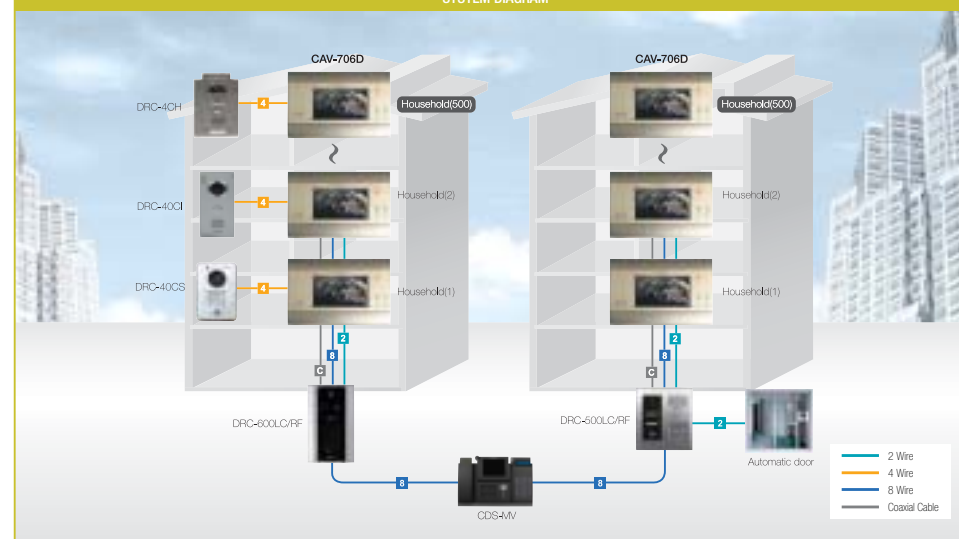 SYSTEM DIAGRAM
CAV-706D
CAV-706D
DRC-4CH
4
Household(500)
Household(500)
DRC-40CI
4
Household(2)
Household(2)
DRC-40CS
4
Household(1)
Household(1)
2
8
C
2
8
C
DRC-600LC/RF
DRC-500LC/RF
2
Automatic door
8
8
CDS-MV
2 Wire
4 Wire
8 Wire
Coaxial Cable